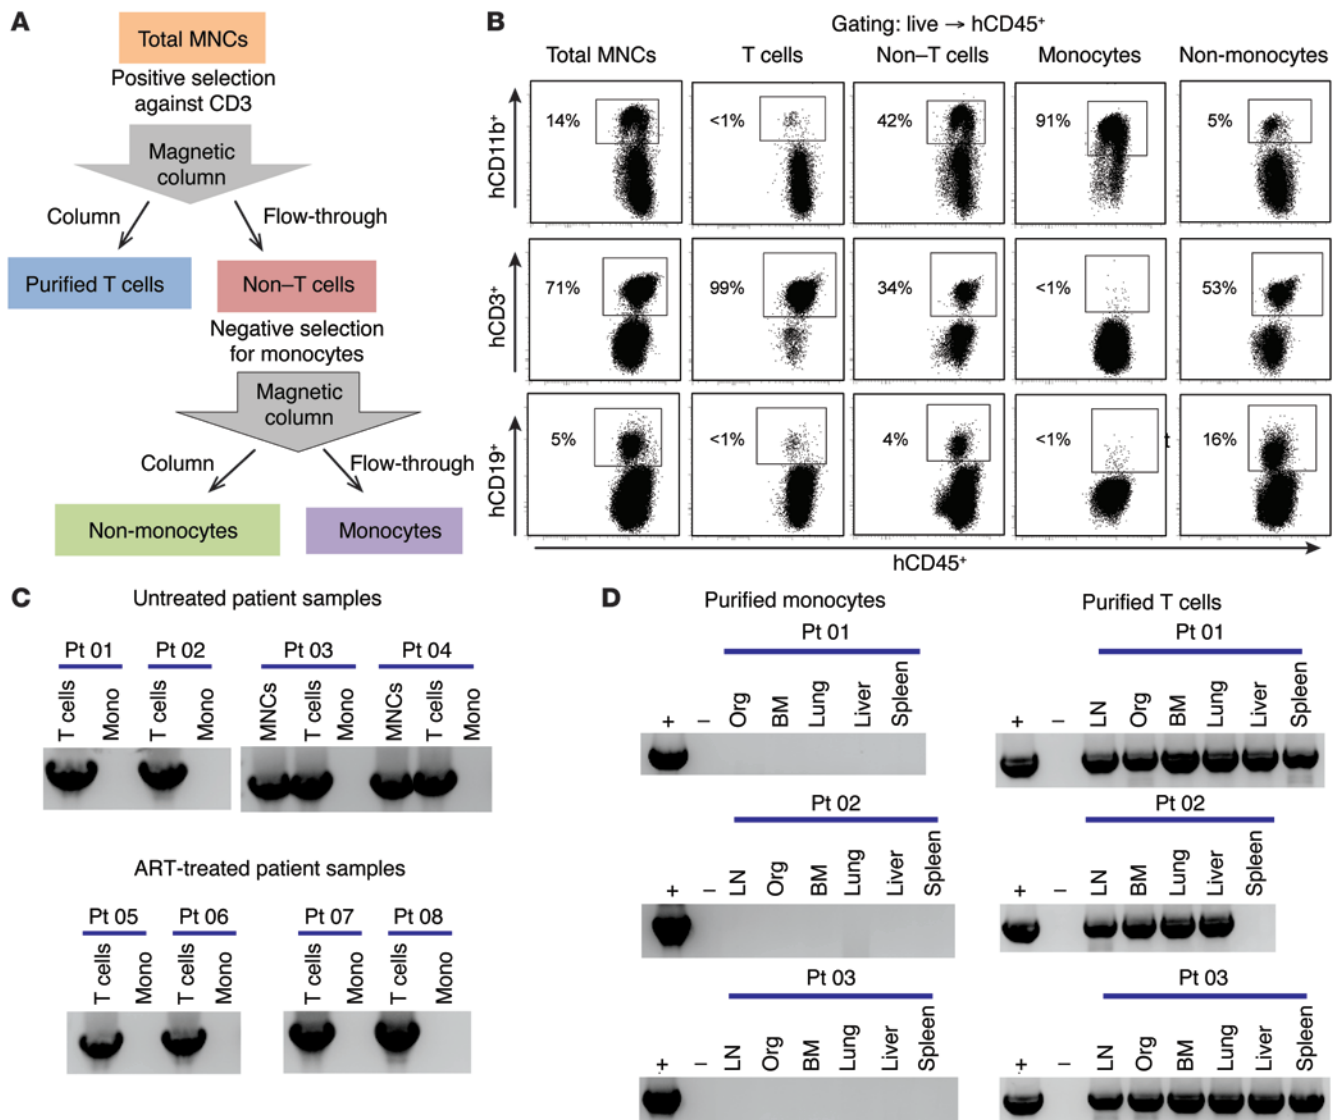 A
Total MNCs
Positive selection
against CD3
Magnetic
column
Column
Flow-through
Purified T cells
Non–T cells
Negative selection
for monocytes
Magnetic
column
Column
Flow-through
Non-monocytes
Monocytes
B
Gating: live → hCD45+
Total MNCs T cells Non–T cells Monocytes Non-monocytes
hCD11b+
14% <1% 42% 91% 5%
hCD3+
71% 99% 34% <1% 53%
hCD19+
5% <1% 4% <1% t 16%
hCD45+
C
Untreated patient samples
Pt 01 Pt 02 Pt 03 Pt 04
T cells Mono T cells Mono MNCs T cells Mono MNCs T cells Mono
ART-treated patient samples
Pt 05 Pt 06 Pt 07 Pt 08
T cells Mono T cells Mono T cells Mono T cells Mono
D
Purified monocytes
Pt 01
+ – Org BM Lung Liver Spleen
Pt 02
+ – LN Org BM Lung Liver Spleen
Pt 03
+ – LN Org BM Lung Liver Spleen
Purified T cells
Pt 01
+ – LN Org BM Lung Liver Spleen
Pt 02
+ – LN BM Lung Liver Spleen
Pt 03
+ – LN Org BM Lung Liver Spleen